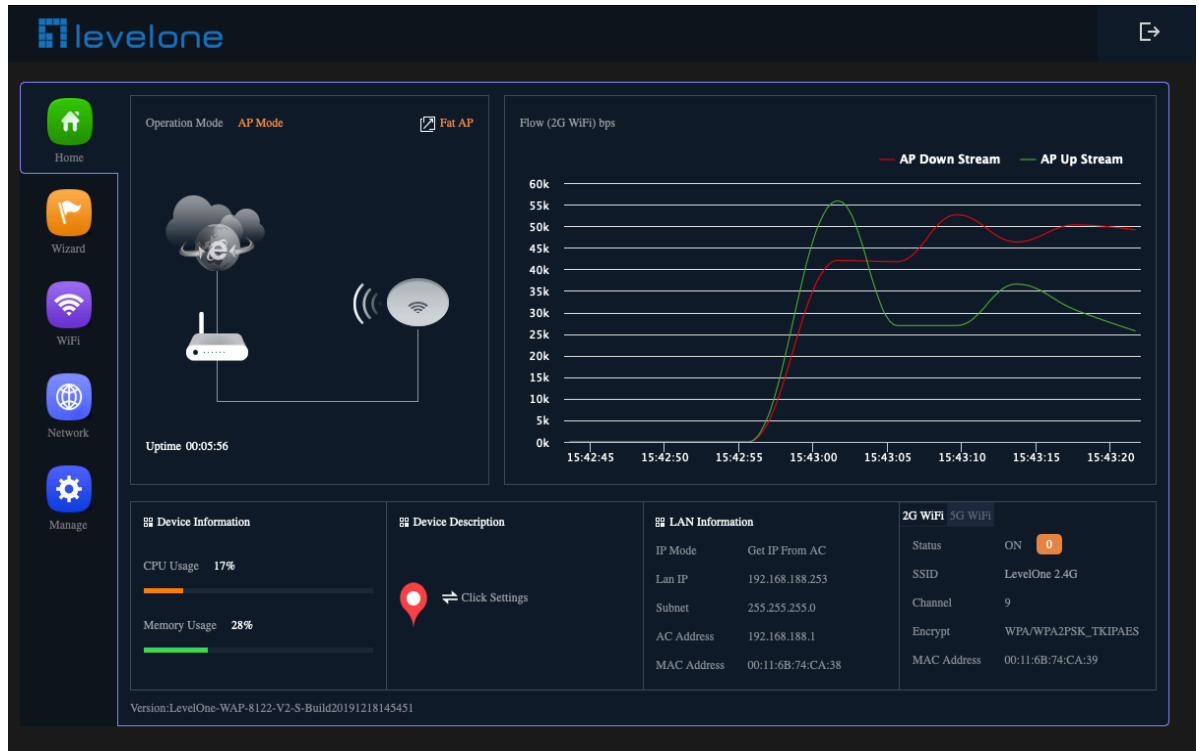 levelone
Home
Wizard
WiFi
Network
Manage
Operation Mode AP Mode Fat AP
Uptime 00:05:56
Flow (2G WiFi) bps
AP Down Stream AP Up Stream
60k
55k
50k
45k
40k
35k
30k
25k
20k
15k
10k
5k
0k
15:42:45 15:42:50 15:42:55 15:43:00 15:43:05 15:43:10 15:43:15 15:43:20
Device Information
CPU Usage 17%
Memory Usage 28%
Device Description
Click Settings
LAN Information
IP Mode Get IP From AC
Lan IP 192.168.188.253
Subnet 255.255.255.0
AC Address 192.168.188.1
MAC Address 00:11:6B:74:CA:38
2G WiFi 5G WiFi
Status ON 0
SSID LevelOne 2.4G
Channel 9
Encrypt WPA/WPA2PSK_TKIPAES
MAC Address 00:11:6B:74:CA:39
Version:LevelOne-WAP-8122-V2-S-Build20191218145451